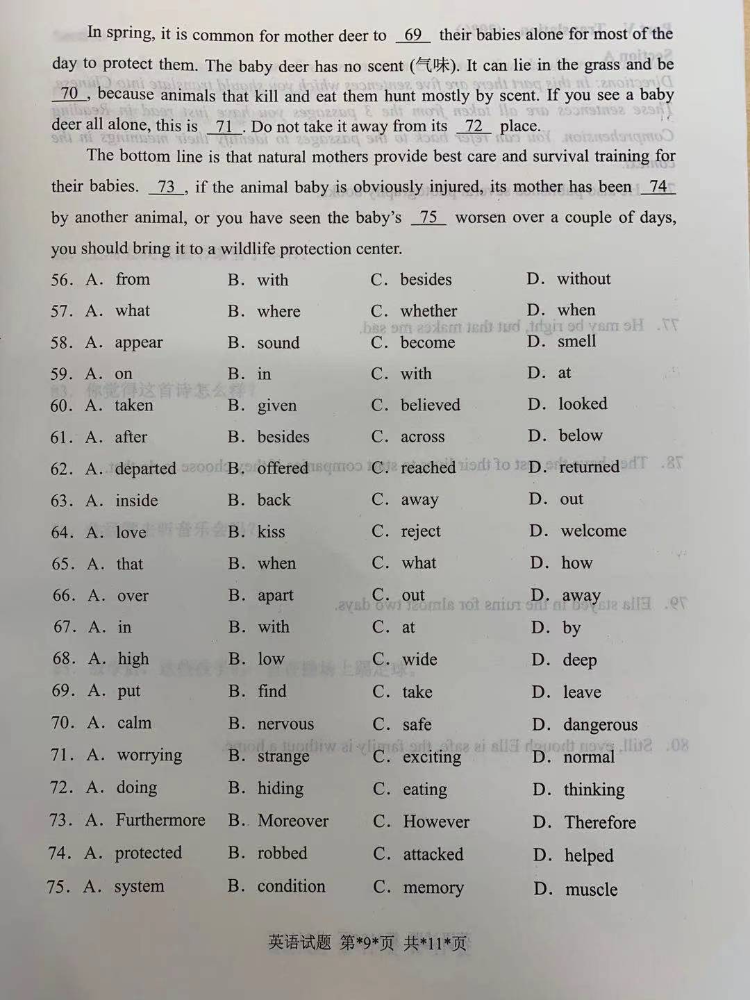 In spring, it is common for mother deer to 69 their babies alone for most of the
day to protect them. The baby deer has no scent (气味). It can lie in the grass and be
70 , because animals that kill and eat them hunt mostly by scent. If you see a baby
deer all alone, this is 71 . Do not take it away from its 72 place.
The bottom line is that natural mothers provide best care and survival training for
their babies. 73 , if the animal baby is obviously injured, its mother has been 74
by another animal, or you have seen the baby's 75 worsen over a couple of days,
you should bring it to a wildlife protection center.
56. A. from B. with C. besides D. without
57. A. what B. where C. whether D. when
58. A. appear B. sound C. become D. smell
59. A. on B. in C. with D. at
60. A. taken B. given C. believed D. looked
61. A. after B. besides C. across D. below
62. A. departed B. offered C. reached D. returned
63. A. inside B. back C. away D. out
64. A. love B. kiss C. reject D. welcome
65. A. that B. when C. what D. how
66. A. over B. apart C. out D. away
67. A. in B. with C. at D. by
68. A. high B. low C. wide D. deep
69. A. put B. find C. take D. leave
70. A. calm B. nervous C. safe D. dangerous
71. A. worrying B. strange C. exciting D. normal
72. A. doing B. hiding C. eating D. thinking
73. A. Furthermore B. Moreover C. However D. Therefore
74. A. protected B. robbed C. attacked D. helped
75. A. system B. condition C. memory D. muscle
英语试题 第*9*页 共*11*页